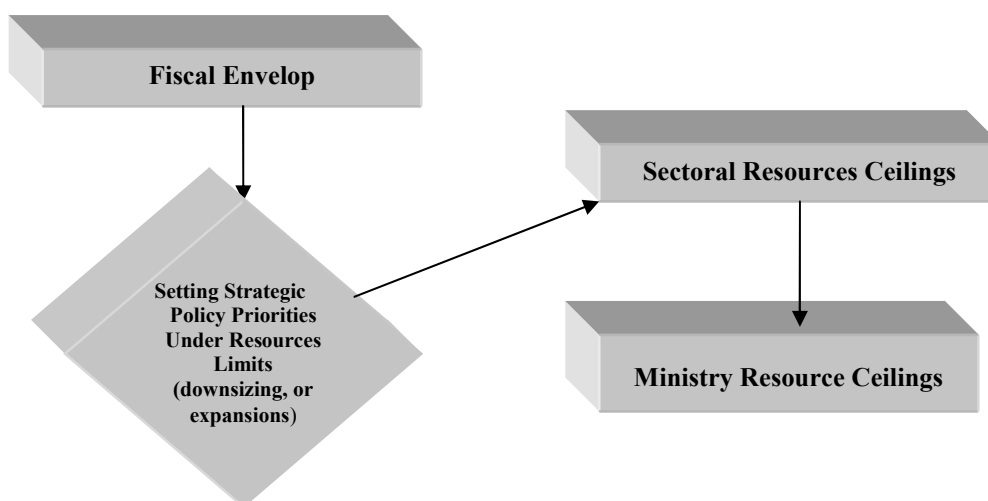 Fiscal Envelop
Sectoral Resources Ceilings
Setting Strategic
Policy Priorities
Under Resources
Limits
(downsizing, or
expansions)
Ministry Resource Ceilings